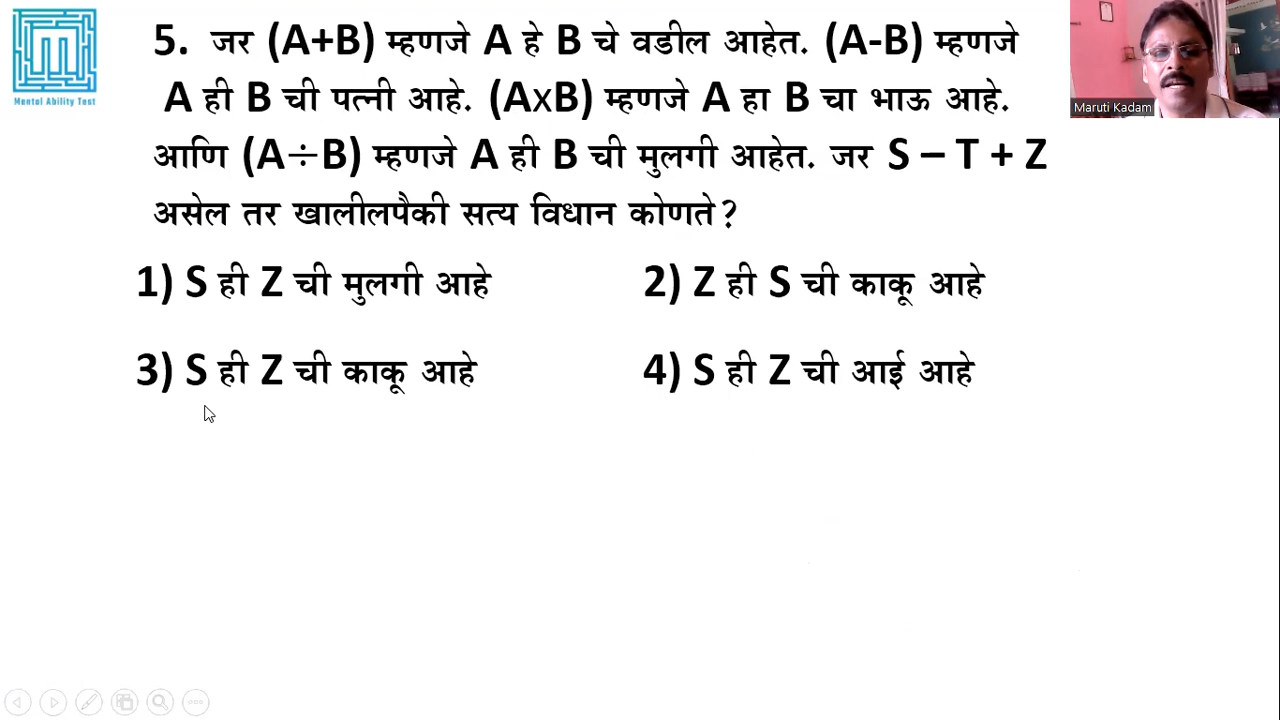 5. जर (A+B) म्हणजे A हे B चे वडील आहेत. (A-B) म्हणजे
A ही B ची पत्नी आहे. (AxB) म्हणजे A हा B चा भाऊ आहे.
आणि (A÷B) म्हणजे A ही B ची मुलगी आहेत. जर S – T + Z
असेल तर खालीलपैकी सत्य विधान कोणते?
1) S ही Z ची मुलगी आहे
2) Z ही S ची काकू आहे
3) S ही Z ची काकू आहे
4) S ही Z ची आई आहे
Mental Ability Test
Maruti Kadam